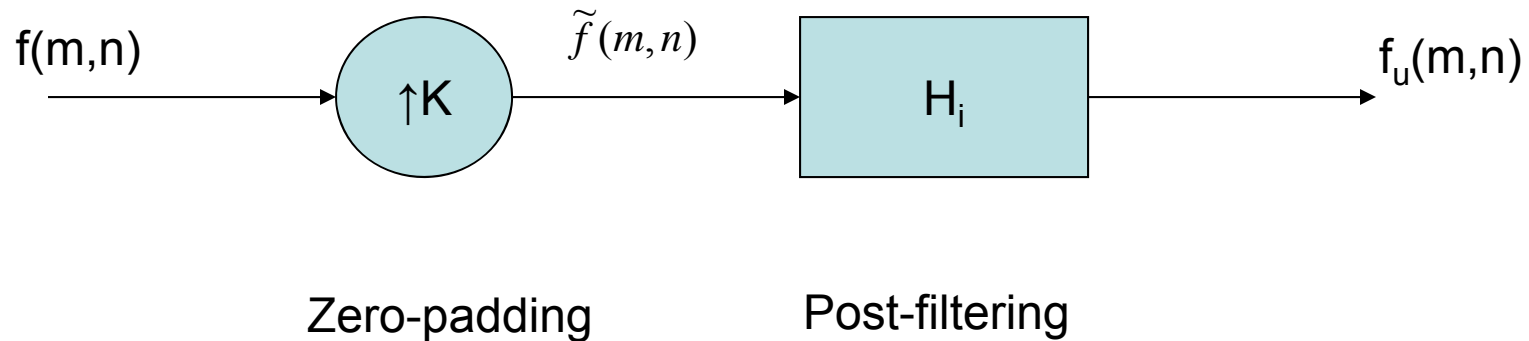 f(m,n)
↑K
f̃(m,n)
Hᵢ
fᵤ(m,n)
Zero-padding
Post-filtering